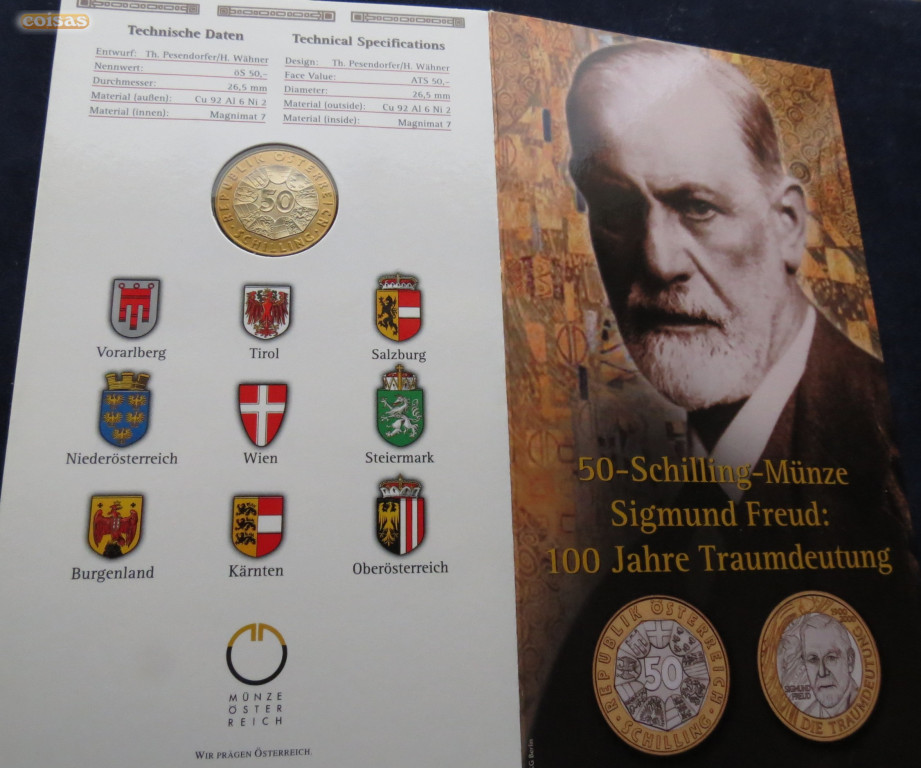 coisas
Technische Daten
Entwurf: Th. Pesendorfer/H. Wähner
Nennwert: öS 50,–
Durchmesser: 26,5 mm
Material (außen): Cu 92 Al 6 Ni 2
Material (innen): Magnimat 7
Technical Specifications
Design: Th. Pesendorfer/H. Wähner
Face Value: ATS 50,–
Diameter: 26,5 mm
Material (outside): Cu 92 Al 6 Ni 2
Material (inside): Magnimat 7
REPUBLIK ÖSTERREICH
50
SCHILLING
Vorarlberg
Tirol
Salzburg
Niederösterreich
Wien
Steiermark
Burgenland
Kärnten
Oberösterreich
MÜNZE
ÖSTER
REICH
WIR PRÄGEN ÖSTERREICH.
50-Schilling-Münze
Sigmund Freud:
100 Jahre Traumdeutung
REPUBLIK ÖSTERREICH
50
SCHILLING
SIGMUND
FREUD
DIE TRAUMDEUTUNG
Berlin